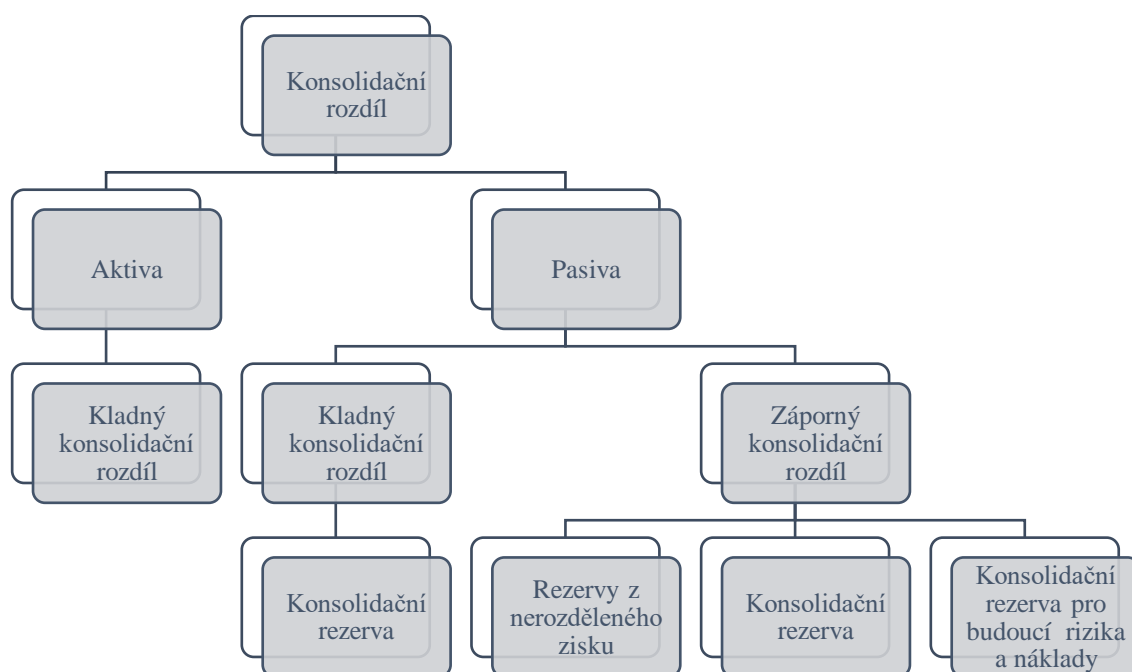 Konsolidační
rozdíl
Aktiva
Pasiva
Kladný
konsolidační
rozdíl
Kladný
konsolidační
rozdíl
Záporný
konsolidační
rozdíl
Konsolidační
rezerva
Rezervy z
nerozděleného
zisku
Konsolidační
rezerva
Konsolidační
rezerva pro
budoucí rizika
a náklady